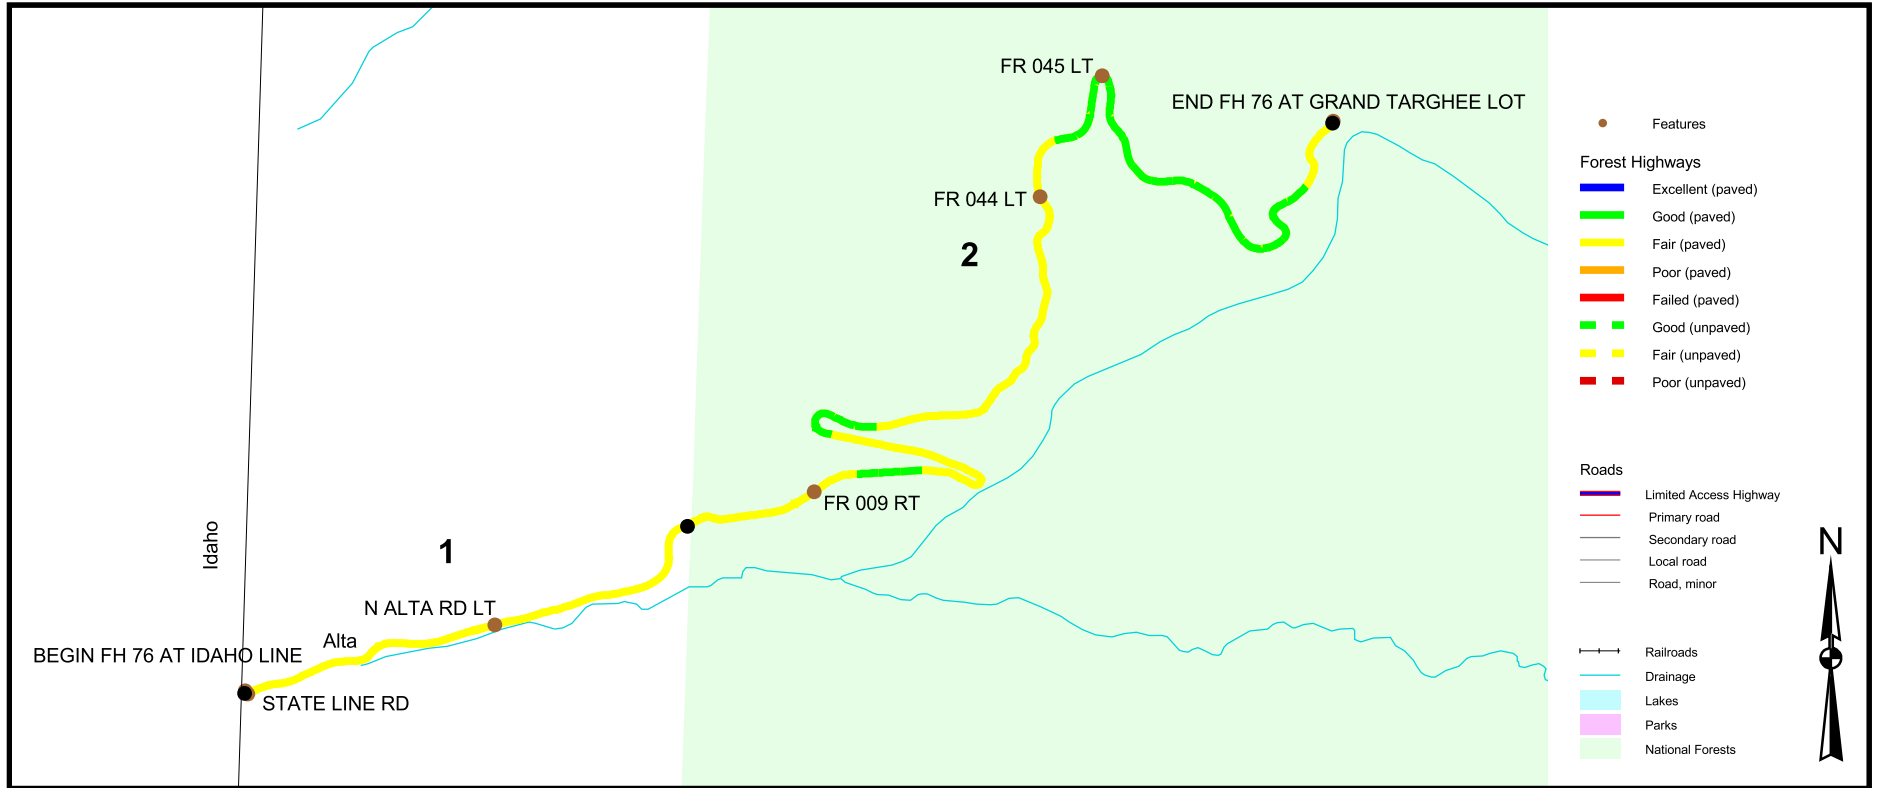 FR 045 LT
END FH 76 AT GRAND TARGHEE LOT
FR 044 LT
2
FR 009 RT
Idaho
1
N ALTA RD LT
Alta
BEGIN FH 76 AT IDAHO LINE
STATE LINE RD
Features
Forest Highways
Excellent (paved)
Good (paved)
Fair (paved)
Poor (paved)
Failed (paved)
Good (unpaved)
Fair (unpaved)
Poor (unpaved)
Roads
Limited Access Highway
Primary road
Secondary road
Local road
Road, minor
Railroads
Drainage
Lakes
Parks
National Forests
N